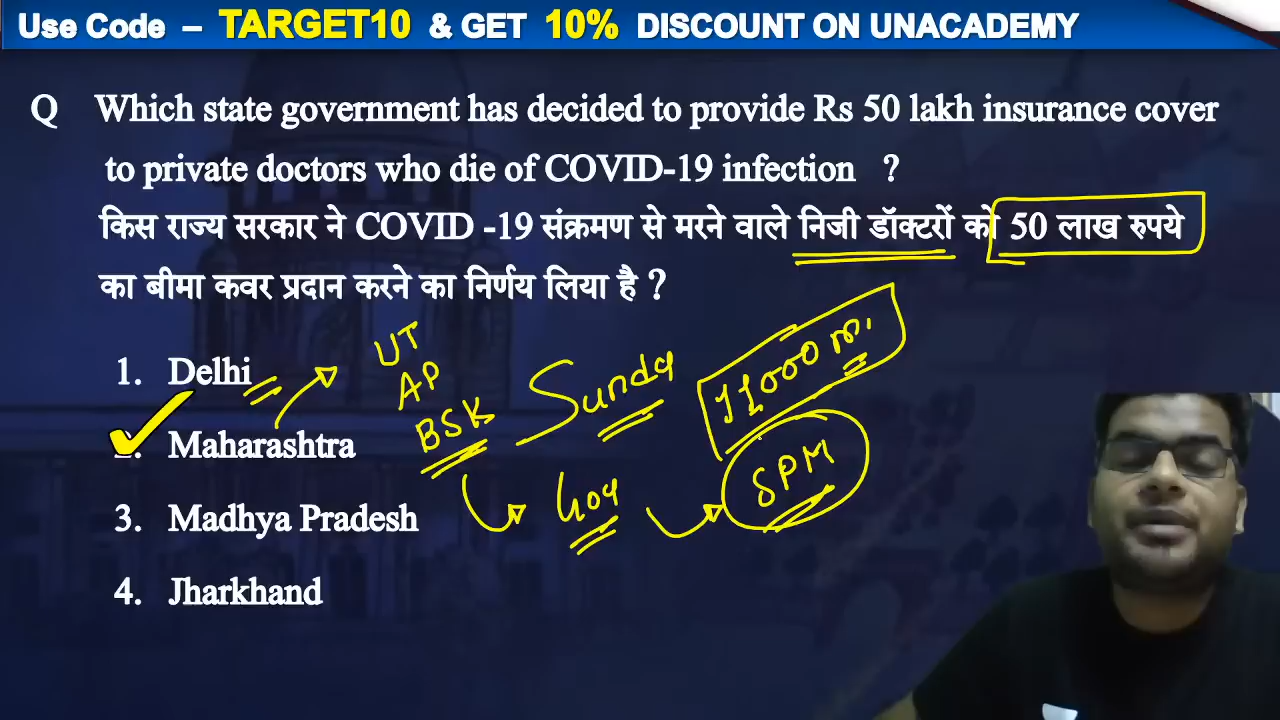 Use Code – TARGET10 & GET 10% DISCOUNT ON UNACADEMY
Q Which state government has decided to provide Rs 50 lakh insurance cover
to private doctors who die of COVID-19 infection ?
किस राज्य सरकार ने COVID -19 संक्रमण से मरने वाले निजी डॉक्टरों को 50 लाख रुपये
का बीमा कवर प्रदान करने का निर्णय लिया है ?
1. Delhi
2. Maharashtra
3. Madhya Pradesh
4. Jharkhand
UT
AP
BSK
11000 m.
SPM